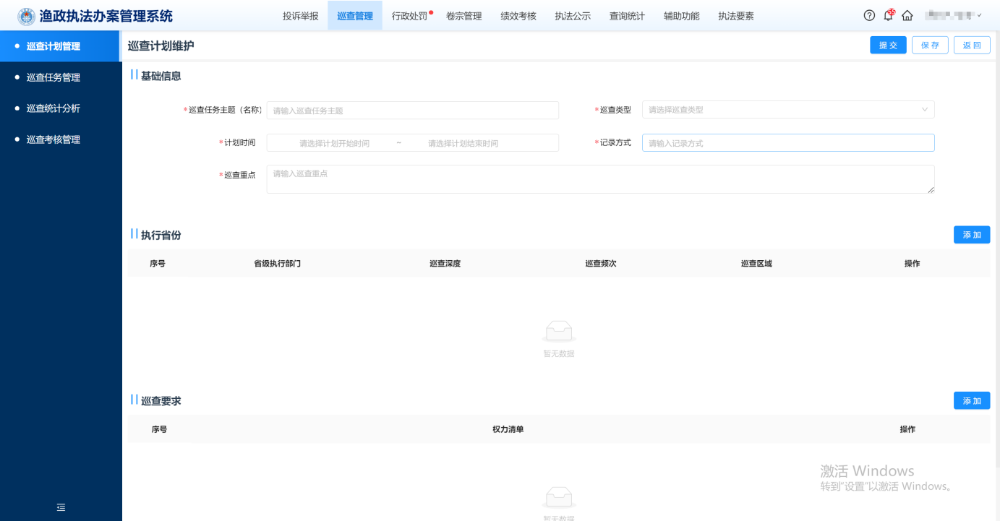 渔政执法办案管理系统
投诉举报 巡查管理 行政处罚 卷宗管理 绩效考核 执法公示 查询统计 辅助功能 执法要素
55
巡查计划管理
巡查任务管理
巡查统计分析
巡查考核管理
巡查计划维护 提 交 保 存 返 回
基础信息
*巡查任务主题（名称） 请输入巡查任务主题 *巡查类型 请选择巡查类型
*计划时间 请选择计划开始时间 ~ 请选择计划结束时间 *记录方式 请输入记录方式
*巡查重点 请输入巡查重点
执行省份 添 加
序号 省级执行部门 巡查深度 巡查频次 巡查区域 操作
暂无数据
巡查要求 添 加
序号 权力清单 操作
激活 Windows
转到"设置"以激活 Windows。
暂无数据